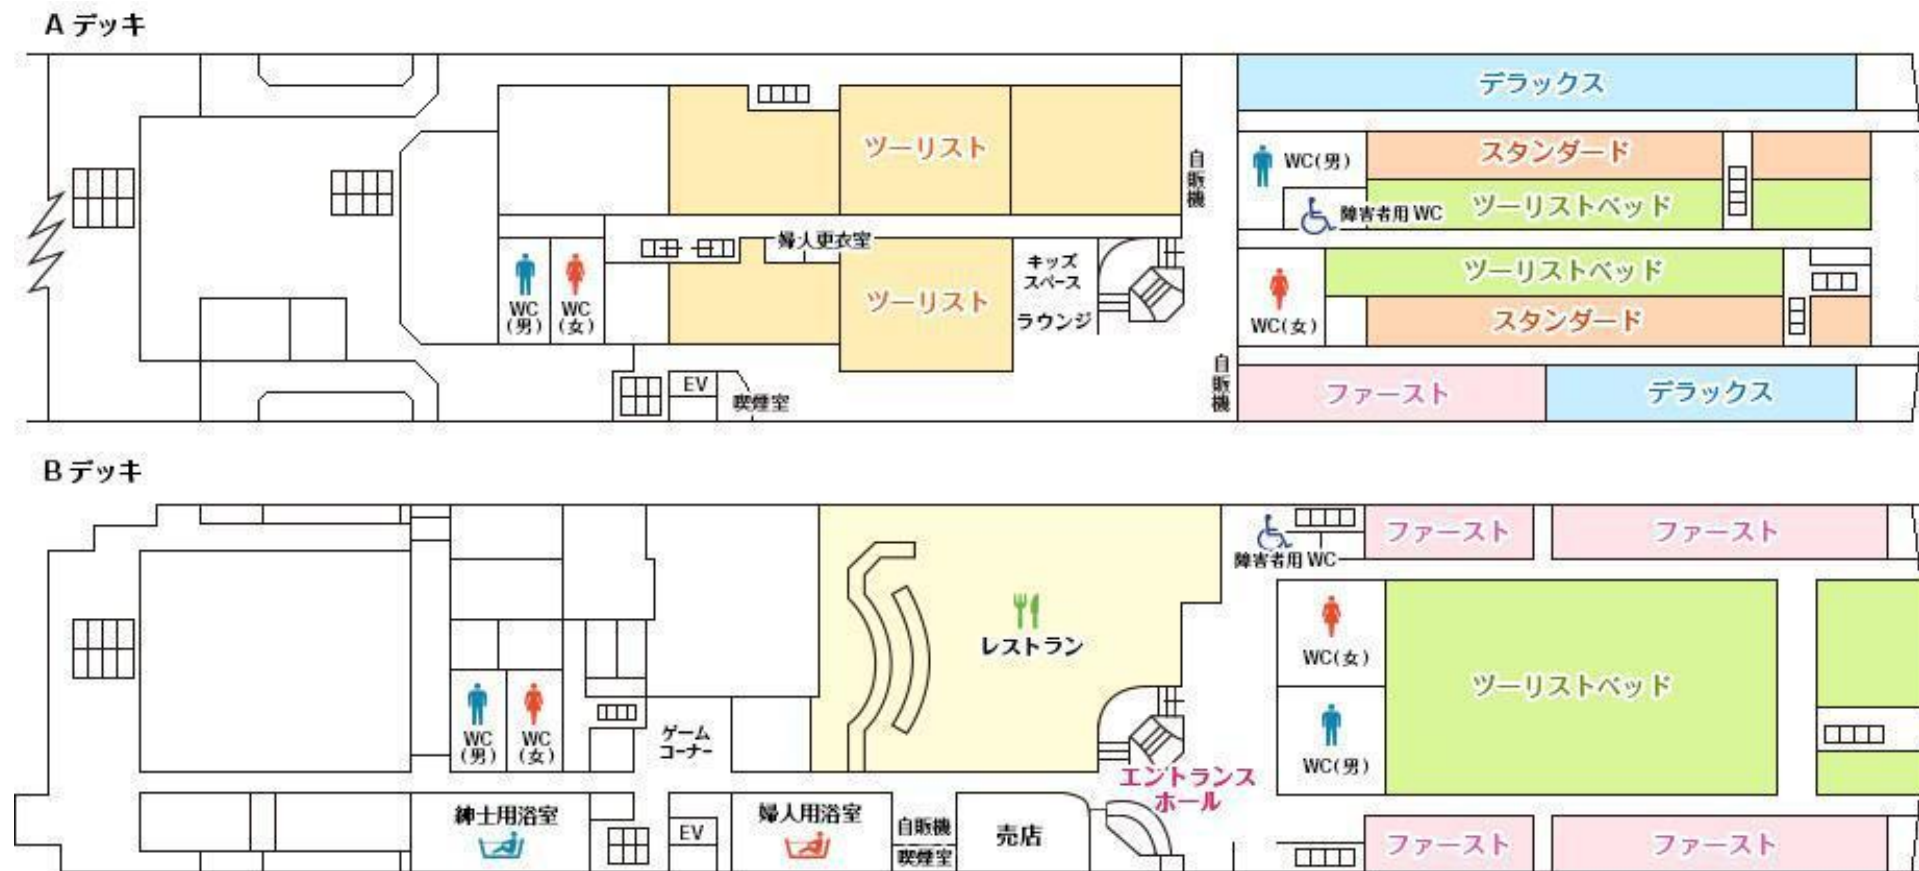 A デッキ
デラックス
ツーリスト
自販機
WC(男)
スタンダード
障害者用 WC
ツーリストベッド
婦人更衣室
WC
(男)
WC
(女)
ツーリスト
キッズ
スペース
ラウンジ
WC(女)
ツーリストベッド
スタンダード
EV
喫煙室
自販機
ファースト
デラックス
B デッキ
障害者用 WC
ファースト
ファースト
レストラン
WC(女)
ツーリストベッド
WC
(男)
WC
(女)
ゲーム
コーナー
WC(男)
エントランス
ホール
紳士用浴室
EV
婦人用浴室
自販機
喫煙室
売店
ファースト
ファースト